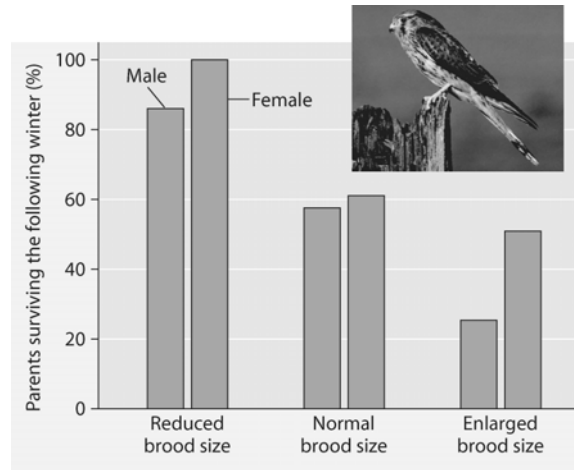 Parents surviving the following winter (%)
100
80
60
40
20
0
Male
Female
Reduced
brood size
Normal
brood size
Enlarged
brood size